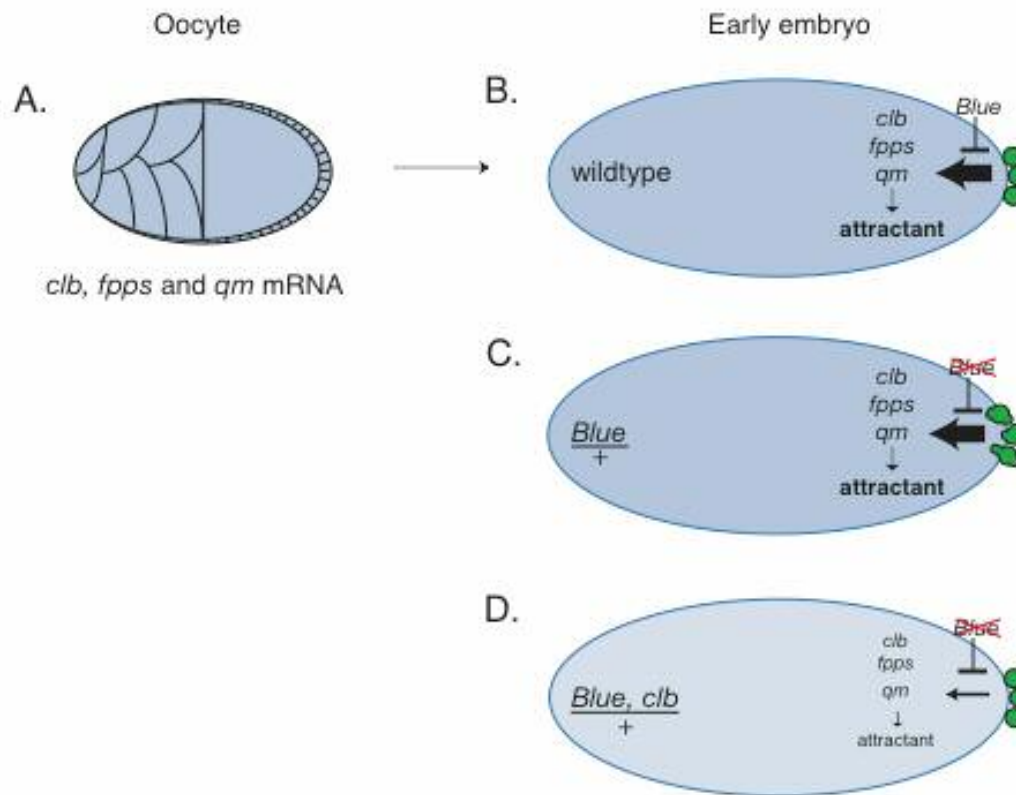 Oocyte
Early embryo
A.
clb, fpps and qm mRNA
B.
wildtype
clb
fpps
qm
attractant
Blue
C.
Blue
+
clb
fpps
qm
attractant
Blue
D.
Blue, clb
+
clb
fpps
qm
attractant
Blue